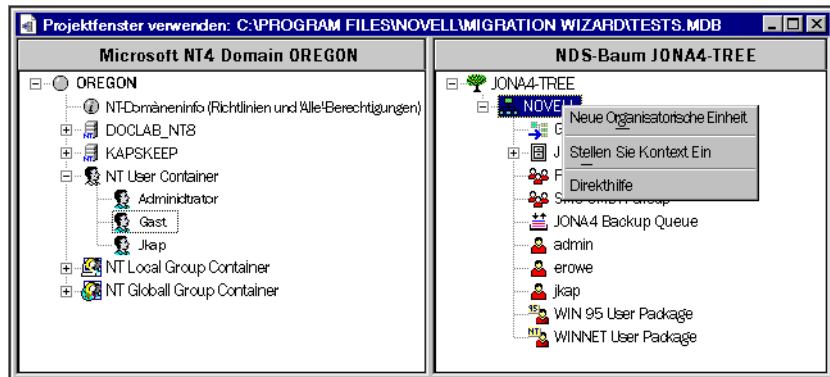 Projektfenster verwenden: C:\PROGRAM FILES\NOVELL\MIGRATION WIZARD\TESTS.MDB
Microsoft NT4 Domain OREGON
OREGON
NT-Domäneninfo (Richtlinien und 'Alle'-Berechtigungen)
DOCLAB_NT8
KAPSKEEP
NT User Container
Adminidtrator
Gast
Jkap
NT Local Group Container
NT Globall Group Container
NDS-Baum JONA4-TREE
JONA4-TREE
NOVELL
Neue Organisatorische Einheit
Stellen Sie Kontext Ein
Direkthilfe
JONA4 Backup Queue
admin
erowe
jkap
WIN 95 User Package
WINNET User Package